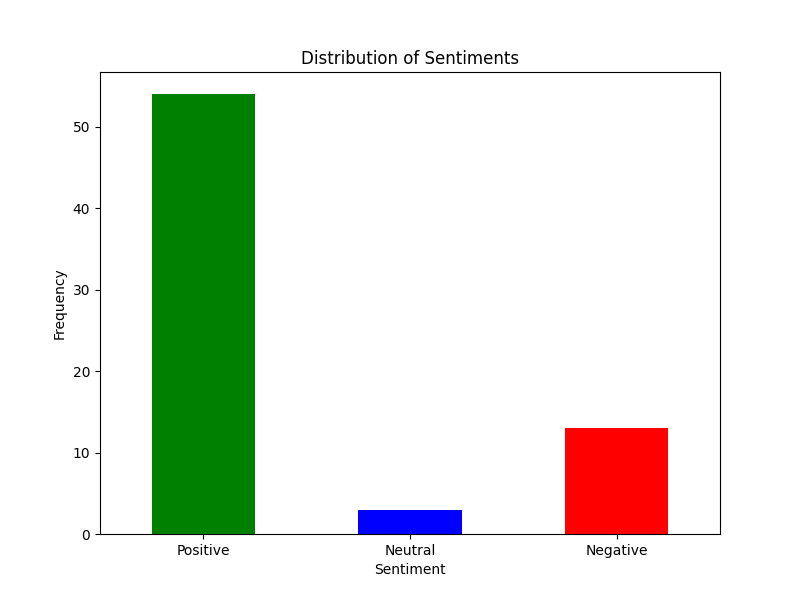 Distribution of Sentiments
Frequency
50
40
30
20
10
0
Positive Neutral Negative
Sentiment